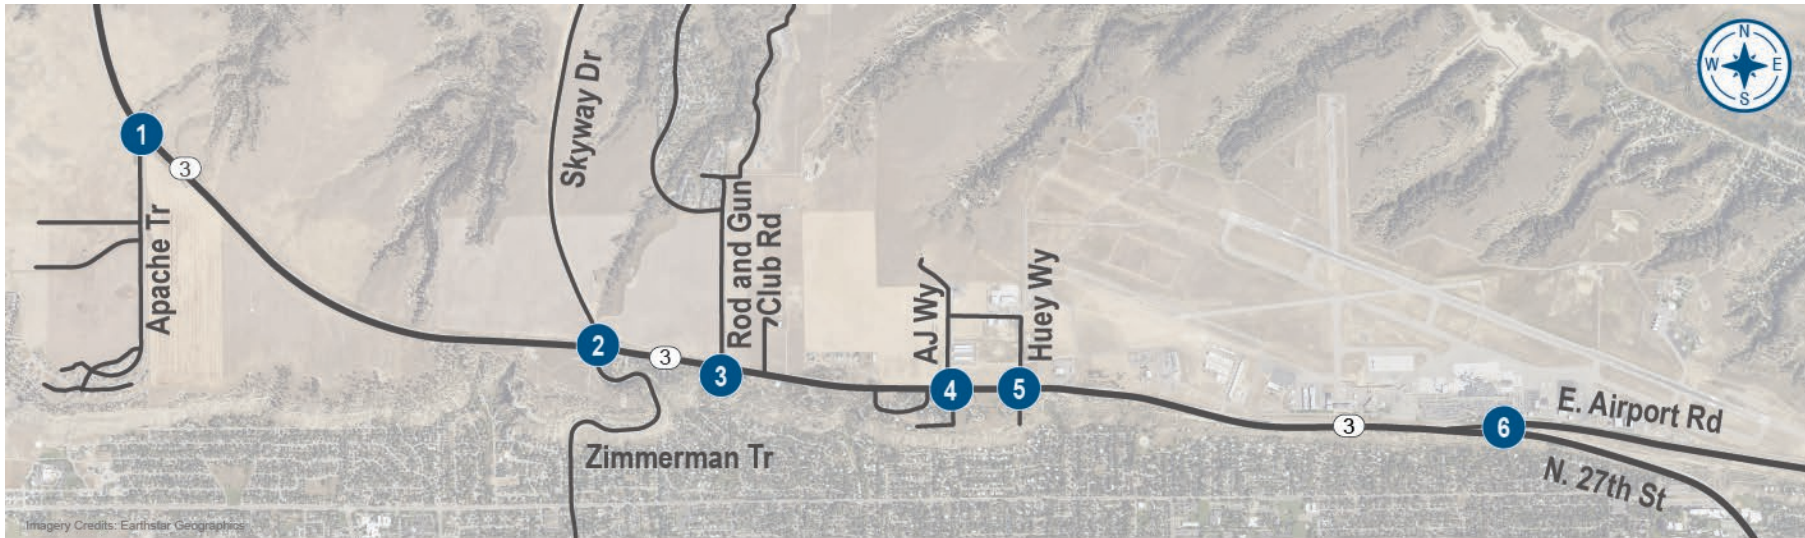 N
W
E
S
1
3
Skyway Dr
Apache Tr
Rod and Gun
Club Rd
2
3
3
AJ Wy
Huey Wy
4
5
Zimmerman Tr
3
6
E. Airport Rd
N. 27th St
Imagery Credits: Earthstar Geographics